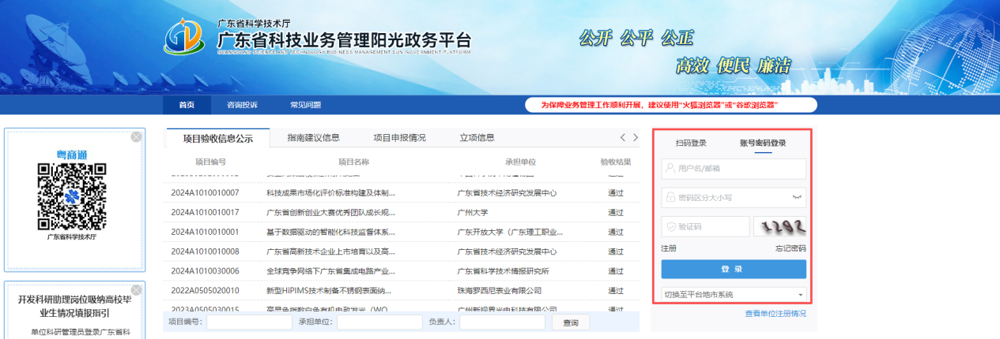 广东省科学技术厅
广东省科技业务管理阳光政务平台
GUANGDONG SCIENCE AND TECHNOLOGY BUSINESS MANAGEMENT SUN GOVERNMENT PLATFORM
公开 公平 公正
高效 便民 廉洁
首页 咨询投诉 常见问题
为保障业务管理工作顺利开展，建议使用“火狐浏览器”或“谷歌浏览器”
粤商通
广东省科学技术厅
开发科研助理岗位吸纳高校毕
业生情况填报指引
单位科研管理员登录广东省科
项目验收信息公示 指南建议信息 项目申报情况 立项信息
项目编号 项目名称 承担单位 验收结果
2024A1010010007 科技成果市场化评价标准构建及体制... 广东省技术经济研究发展中心 通过
2024A1010010017 广东省创新创业大赛优秀团队成长规... 广州大学 通过
2024A1010010001 基于数据驱动的智能化科技监督体系... 广东开放大学（广东理工职业... 通过
2024A1010010008 广东省高新技术企业上市培育以及高... 广东省技术经济研究发展中心 通过
2024A1010030006 全球竞争网络下广东省集成电路产业... 广东省科学技术情报研究所 通过
2022A0505020010 新型HiPIMS技术制备不锈钢表面纳... 珠海罗西尼表业有限公司 通过
2023A0505030015 高显色指数白色有机电致发光（WO... 广州新视界光电科技有限公司 通过
项目编号： 承担单位： 负责人： 查询
扫码登录 账号密码登录
用户名/邮箱
密码区分大小写
验证码 1292
注册 忘记密码
登 录
切换至平台地市系统
查看单位注册情况